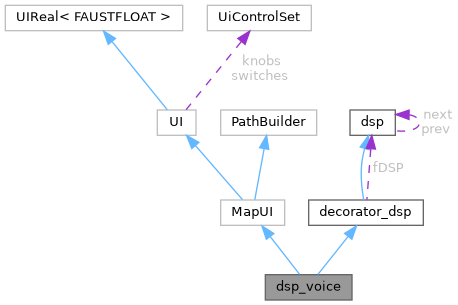 UIReal< FAUSTFLOAT >
UiControlSet
knobs
switches
UI
PathBuilder
dsp
next
prev
fDSP
MapUI
decorator_dsp
dsp_voice